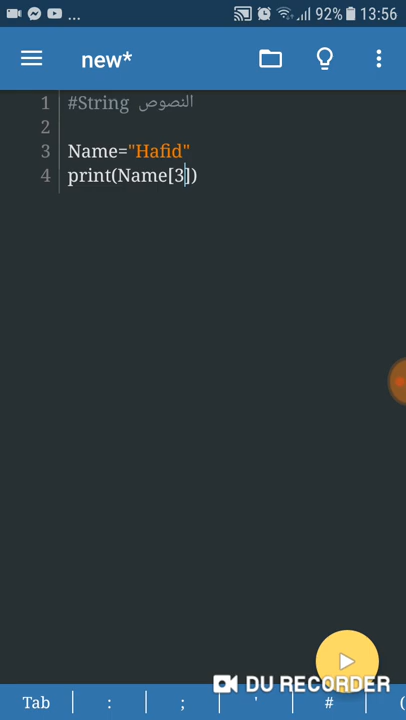 ... 92% 13:56
new*
1 #String النصوص
2
3 Name="Hafid"
4 print(Name[3])
DU RECORDER
Tab : ; ' # (